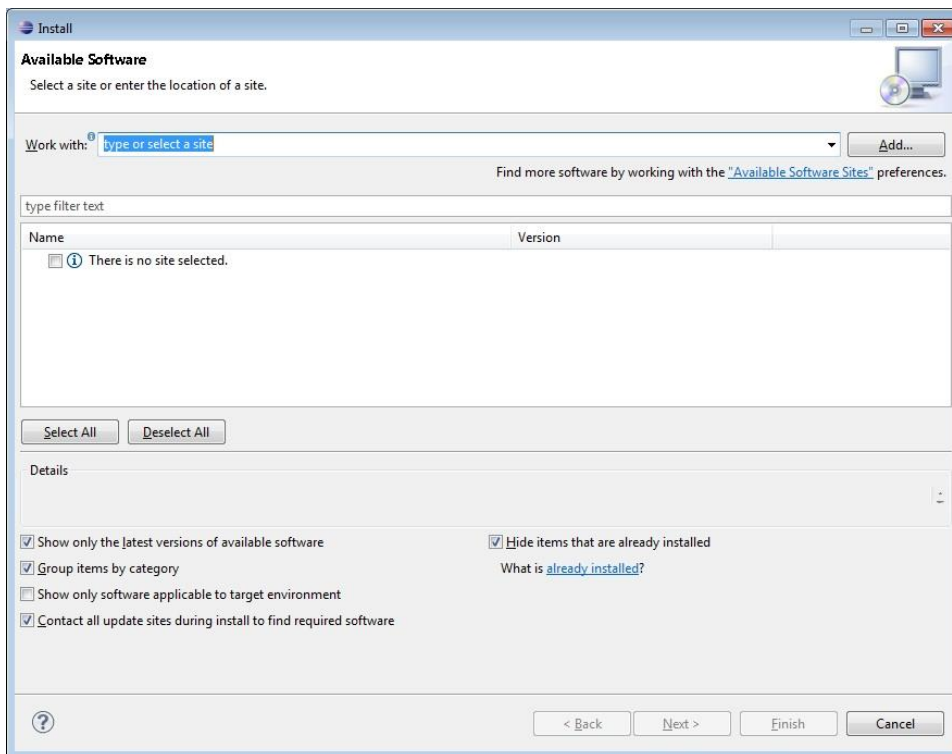 Install
Available Software
Select a site or enter the location of a site.
Work with: type or select a site Add...
Find more software by working with the "Available Software Sites" preferences.
type filter text
Name Version
There is no site selected.
Select All Deselect All
Details
Show only the latest versions of available software Hide items that are already installed
Group items by category What is already installed?
Show only software applicable to target environment
Contact all update sites during install to find required software
? < Back Next > Finish Cancel